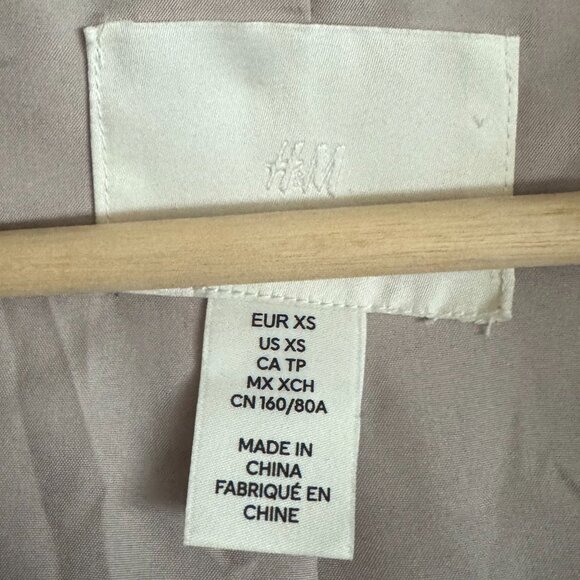 H&M
EUR XS
US XS
CA TP
MX XCH
CN 160/80A
MADE IN
CHINA
FABRIQUÉ EN
CHINE